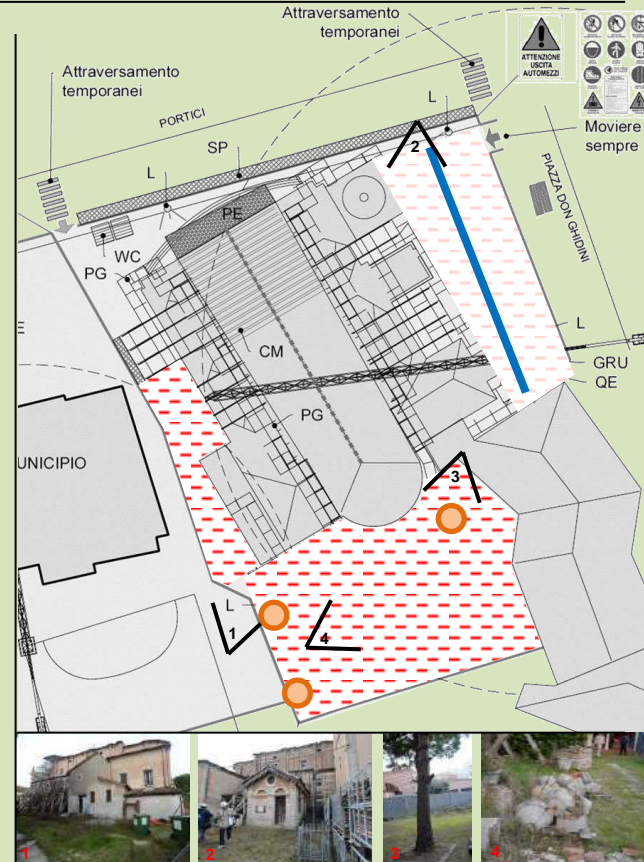 Attraversamento
temporanei
ATTENZIONE
USCITA
AUTOMEZZI
Attraversamento
temporanei
PORTICI
L
Moviere
sempre
SP
2
L
PIAZZA DON GHIDINI
PE
WC
PG
E
CM
L
GRU
QE
PG
UNICIPIO
3
L
1
4
1
2
3
4